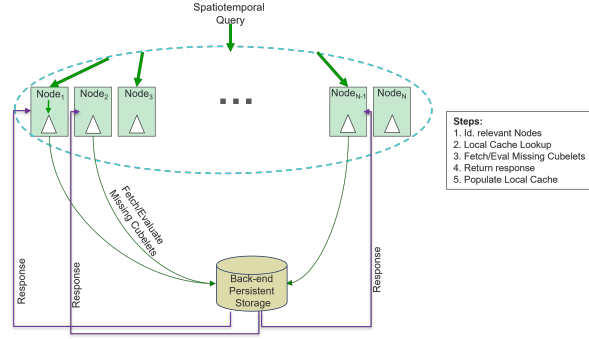 Spatiotemporal
Query
Node1
Node2
Node3
...
NodeN-1
NodeN
Steps:
1. Id. relevant Nodes
2. Local Cache Lookup
3. Fetch/Eval Missing Cubelets
4. Return response
5. Populate Local Cache
Fetch/Evaluate
Missing Cubelets
Response
Response
Response
Back-end
Persistent
Storage